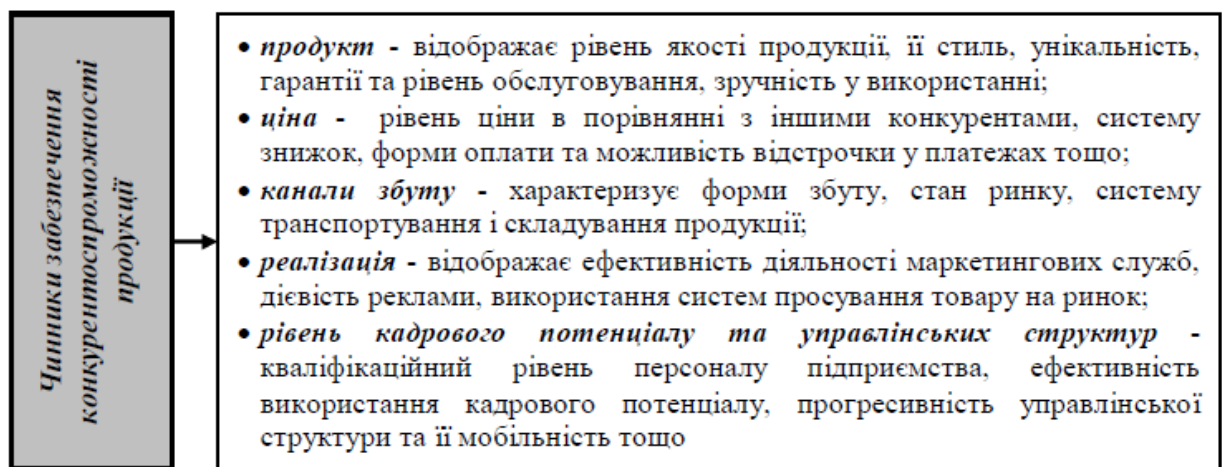 Чинники забезпечення
конкурентоспроможності
продукції
• продукт - відображає рівень якості продукції, її стиль, унікальність,
гарантії та рівень обслуговування, зручність у використанні;
• ціна - рівень ціни в порівнянні з іншими конкурентами, систему
знижок, форми оплати та можливість відстрочки у платежах тощо;
• канали збуту - характеризує форми збуту, стан ринку, систему
транспортування і складування продукції;
• реалізація - відображає ефективність діяльності маркетингових служб,
дієвість реклами, використання систем просування товару на ринок;
• рівень кадрового потенціалу та управлінських структур -
кваліфікаційний рівень персоналу підприємства, ефективність
використання кадрового потенціалу, прогресивність управлінської
структури та її мобільність тощо